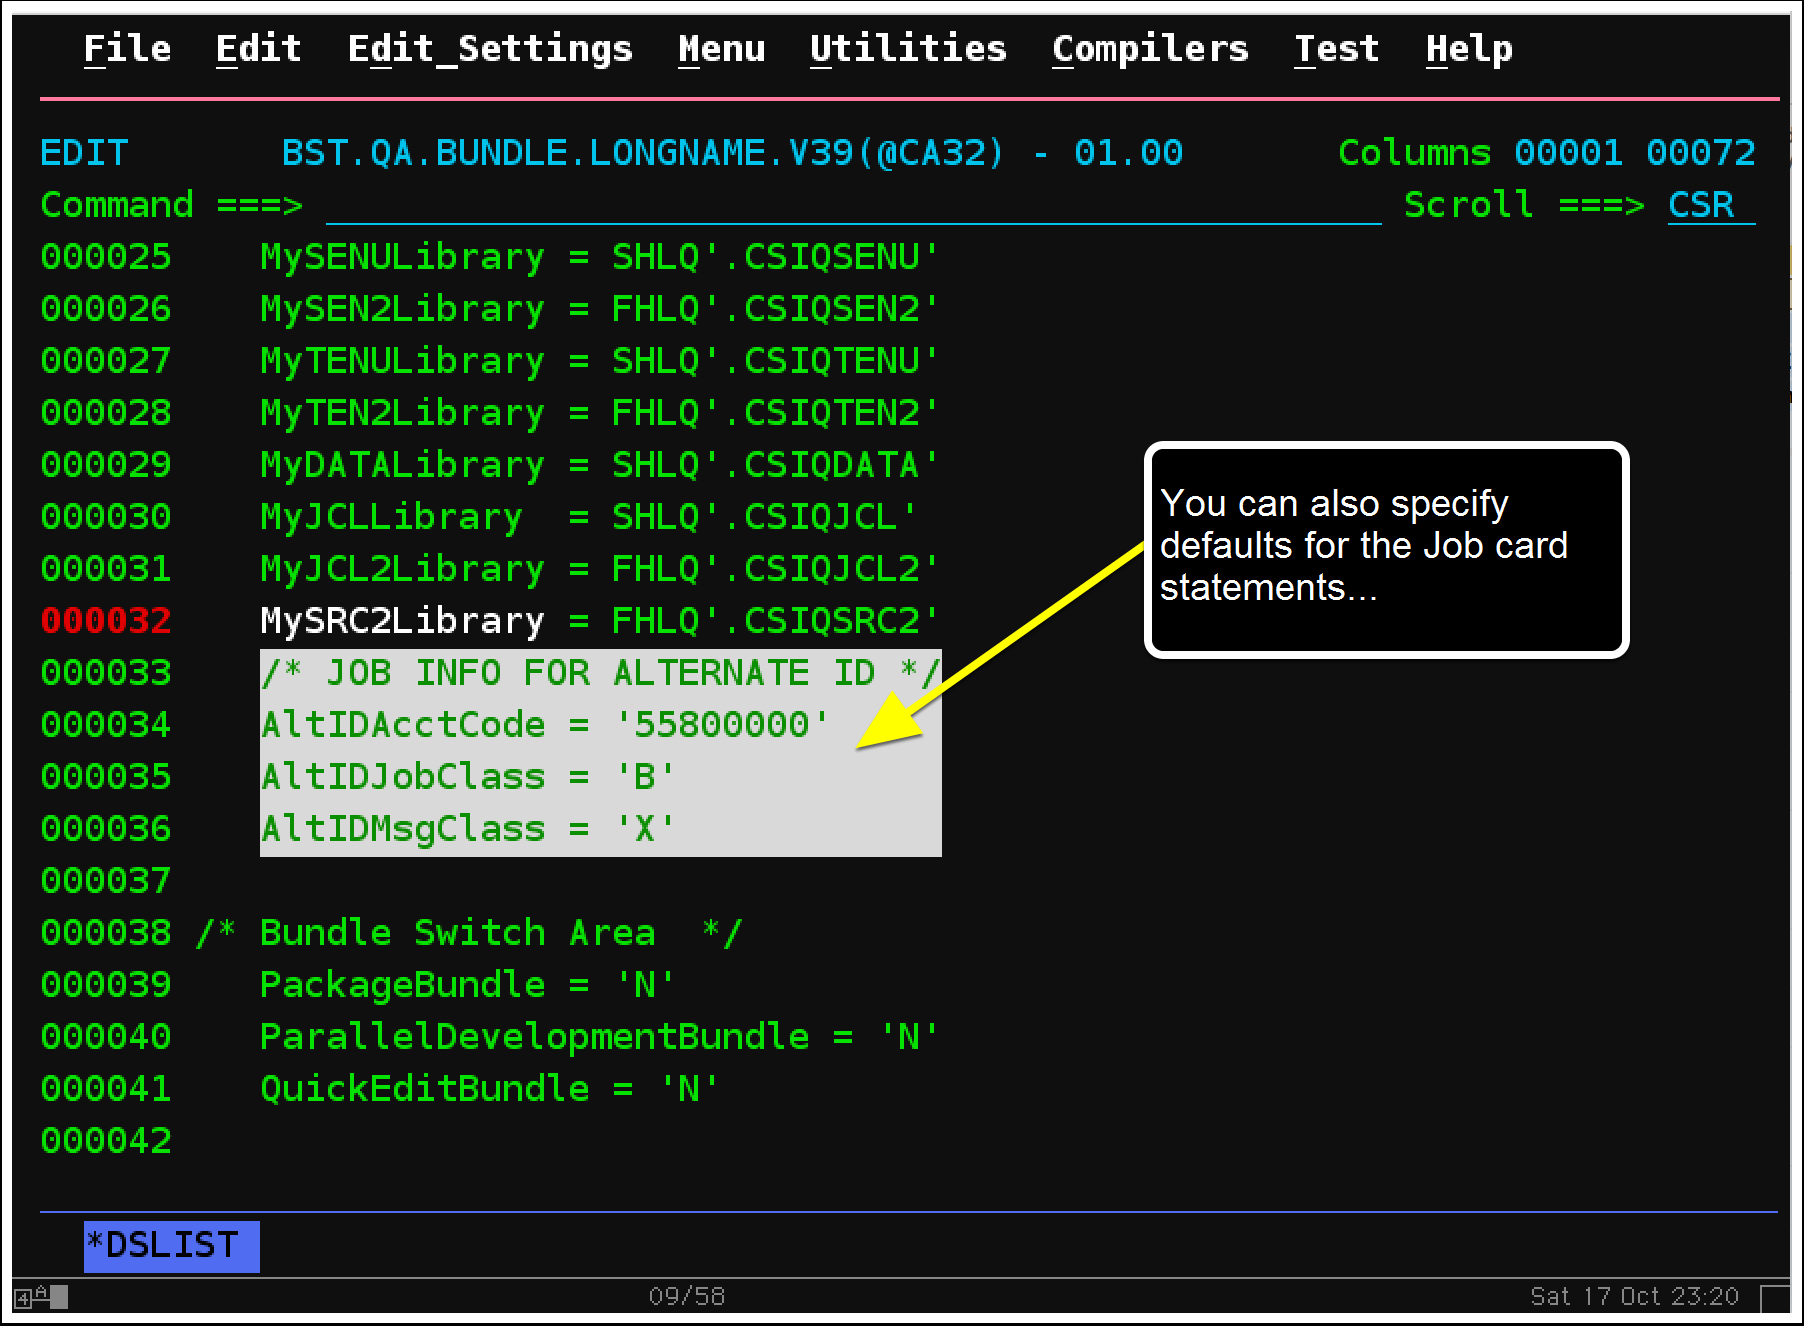 File Edit Edit_Settings Menu Utilities Compilers Test Help
EDIT BST.QA.BUNDLE.LONGNAME.V39(@CA32) - 01.00 Columns 00001 00072
Command ===> Scroll ===> CSR
000025 MySENULibrary = SHLQ'.CSIQSENU'
000026 MySEN2Library = FHLQ'.CSIQSEN2'
000027 MyTENULibrary = SHLQ'.CSIQTENU'
000028 MyTEN2Library = FHLQ'.CSIQTEN2'
000029 MyDATALibrary = SHLQ'.CSIQDATA'
000030 MyJCLLibrary = SHLQ'.CSIQJCL'
000031 MyJCL2Library = FHLQ'.CSIQJCL2'
000032 MySRC2Library = FHLQ'.CSIQSRC2'
000033 /* JOB INFO FOR ALTERNATE ID */
000034 AltIDAcctCode = '55800000'
000035 AltIDJobClass = 'B'
000036 AltIDMsgClass = 'X'
000037
000038 /* Bundle Switch Area */
000039 PackageBundle = 'N'
000040 ParallelDevelopmentBundle = 'N'
000041 QuickEditBundle = 'N'
000042
You can also specify
defaults for the Job card
statements...
*DSLIST
4 A 09/58 Sat 17 Oct 23:20